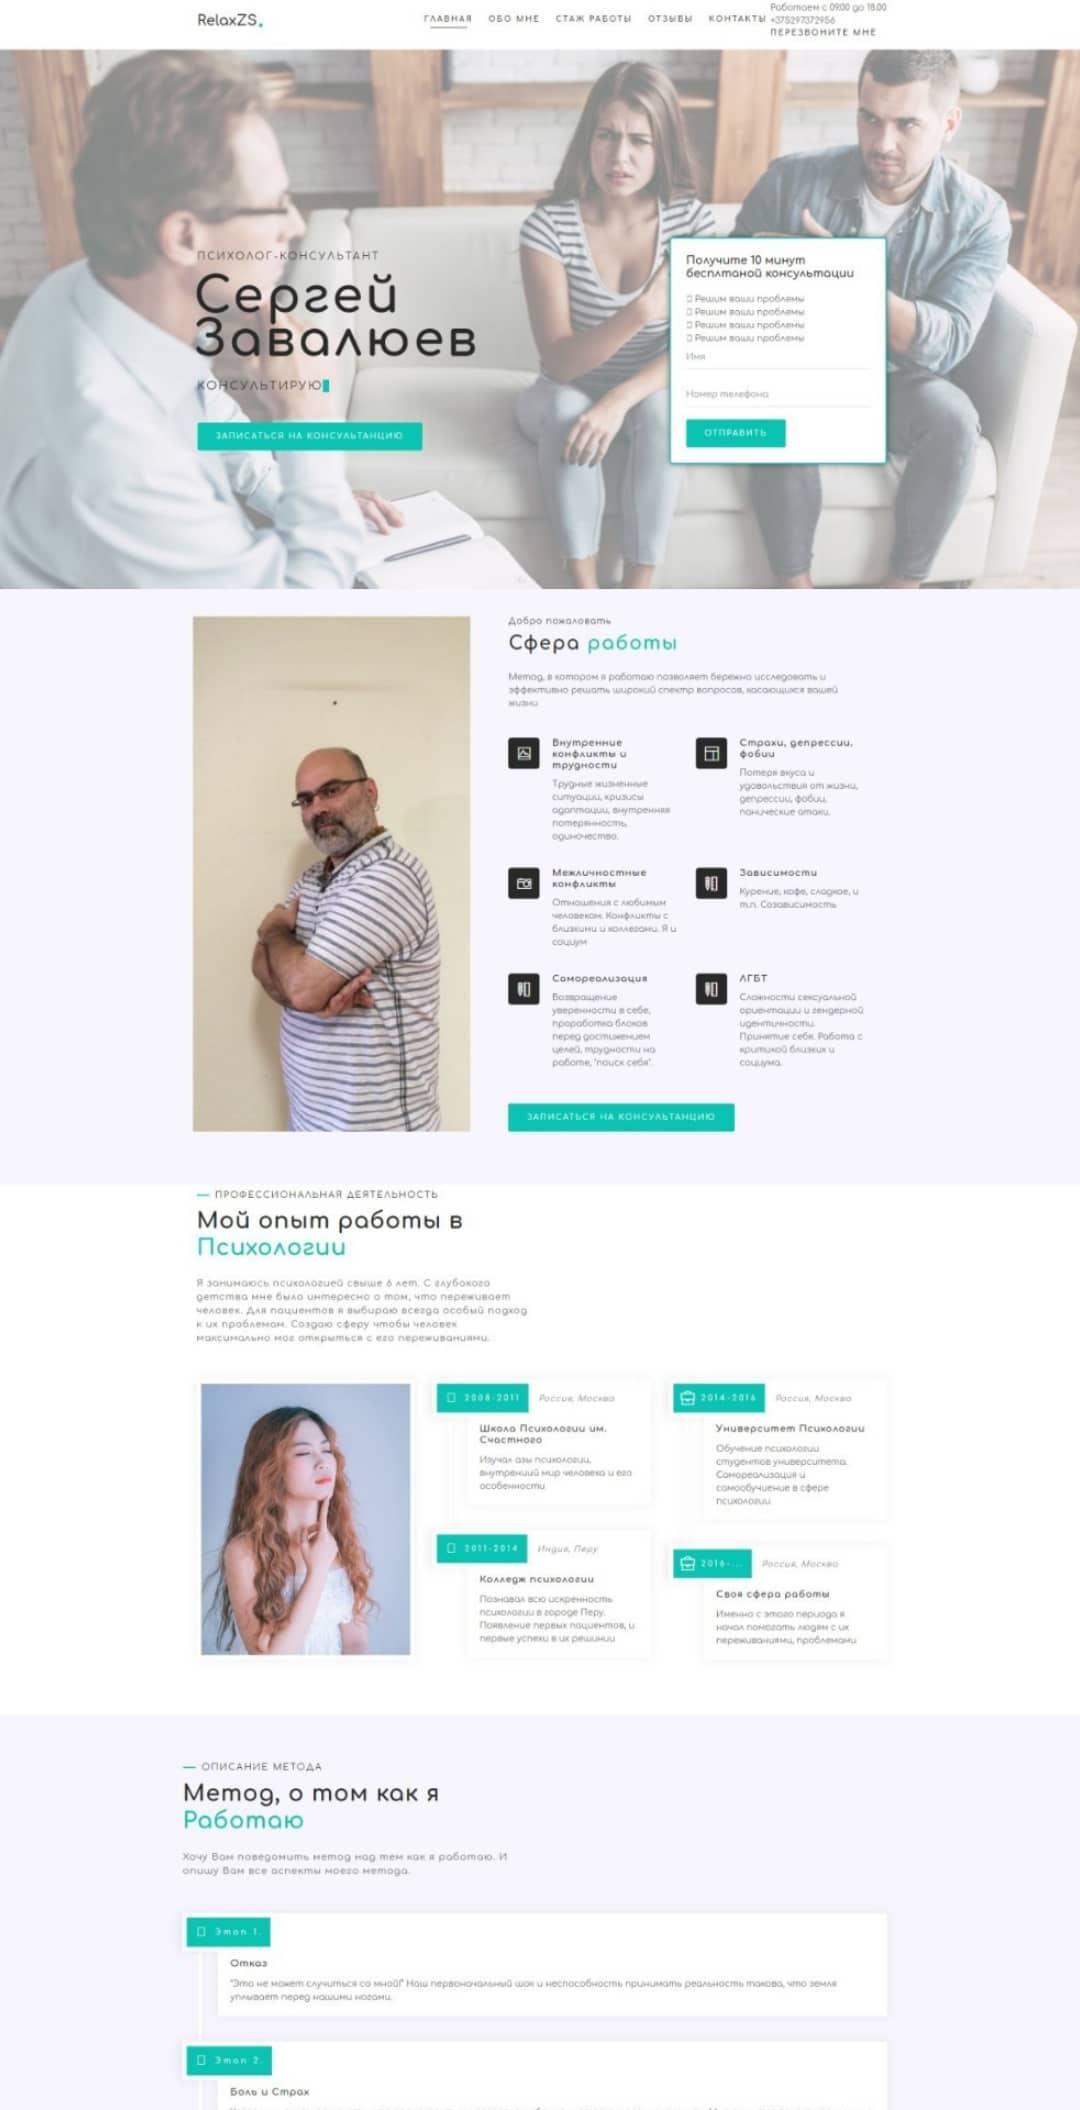 RelaxZS.
ГЛАВНАЯ
ОБО МНЕ
СТАЖ РАБОТЫ
ОТЗЫВЫ
КОНТАКТЫ
Работаем с 09:00 до 18:00
+375297372956
ПЕРЕЗВОНИТЕ МНЕ
ПСИХОЛОГ-КОНСУЛЬТАНТ
Сергей
Завалюев
КОНСУЛЬТИРУЮ
ЗАПИСАТЬСЯ НА КОНСУЛЬТАНЦИЮ
Получите 10 минут
бесплтаной консультации
Решим ваши проблемы
Решим ваши проблемы
Решим ваши проблемы
Решим ваши проблемы
Имя
Номер телефона
ОТПРАВИТЬ
Добро пожаловать
Сфера работы
Метод, в котором я работаю позволяет бережно исследовать и
эффективно решать широкий спектр вопросов, касающихся вашей
жизни
Внутренние
конфликты и
трудности
Трудные жизненные
ситуации, кризисы
адаптации, внутренняя
потерянность,
одиночество.
Страхи, депрессии,
фобии
Потеря вкуса и
удовольствия от жизни,
депрессии, фобии,
панические атаки.
Межличностные
конфликты
Отношения с любимым
человеком. Конфликты с
близкими и коллегами. Я и
социум
Зависимости
Курение, кофе, сладкое, и
т.п. Созависимость
Самореализация
Возвращение
уверенности в себе,
проработка блоков
перед достижением
целей, трудности на
работе, "поиск себя".
ЛГБТ
Сложности сексуальной
ориентации и гендерной
идентичности.
Принятие себя. Работа с
критикой близких и
социума.
ЗАПИСАТЬСЯ НА КОНСУЛЬТАНЦИЮ
ПРОФЕССИОНАЛЬНАЯ ДЕЯТЕЛЬНОСТЬ
Мой опыт работы в
Психологии
Я занимаюсь психологией свыше 6 лет. С глубокого
детства мне было интересно о том, что переживает
человек. Для пациентов я выбираю всегда особый подход
к их проблемам. Создаю сферу чтобы человек
максимально мог открыться с его переживаниями.
2008-2011
Россия, Москва
Школа Психологии им.
Счастного
Изучал азы психологии,
внутрениий мир человека и его
особенности
2014-2016
Россия, Москва
Университет Психологии
Обучение психологии
студентов университета.
Самореализация и
самообучиение в сфере
психологии
2011-2014
Индия, Перу
Колледж психологии
Познавал всю искренность
психологии в городе Перу.
Появление первых пациентов, и
первые успехи в их решинии
2016-...
Россия, Москва
Своя сфера работы
Именно с этого периода я
начал помогать людям с их
переживаниями, проблемами
ОПИСАНИЕ МЕТОДА
Метод, о том как я
Работаю
Хочу Вам поведомить метод над тем как я работаю. И
опишу Вам все аспекты моего метода.
Этап 1.
Отказ
"Это не может случиться со мной!" Наш первоначальный шок и неспособность принимать реальность такова, что земля
уплывает перед нашими ногами.
Этап 2.
Боль и Страх